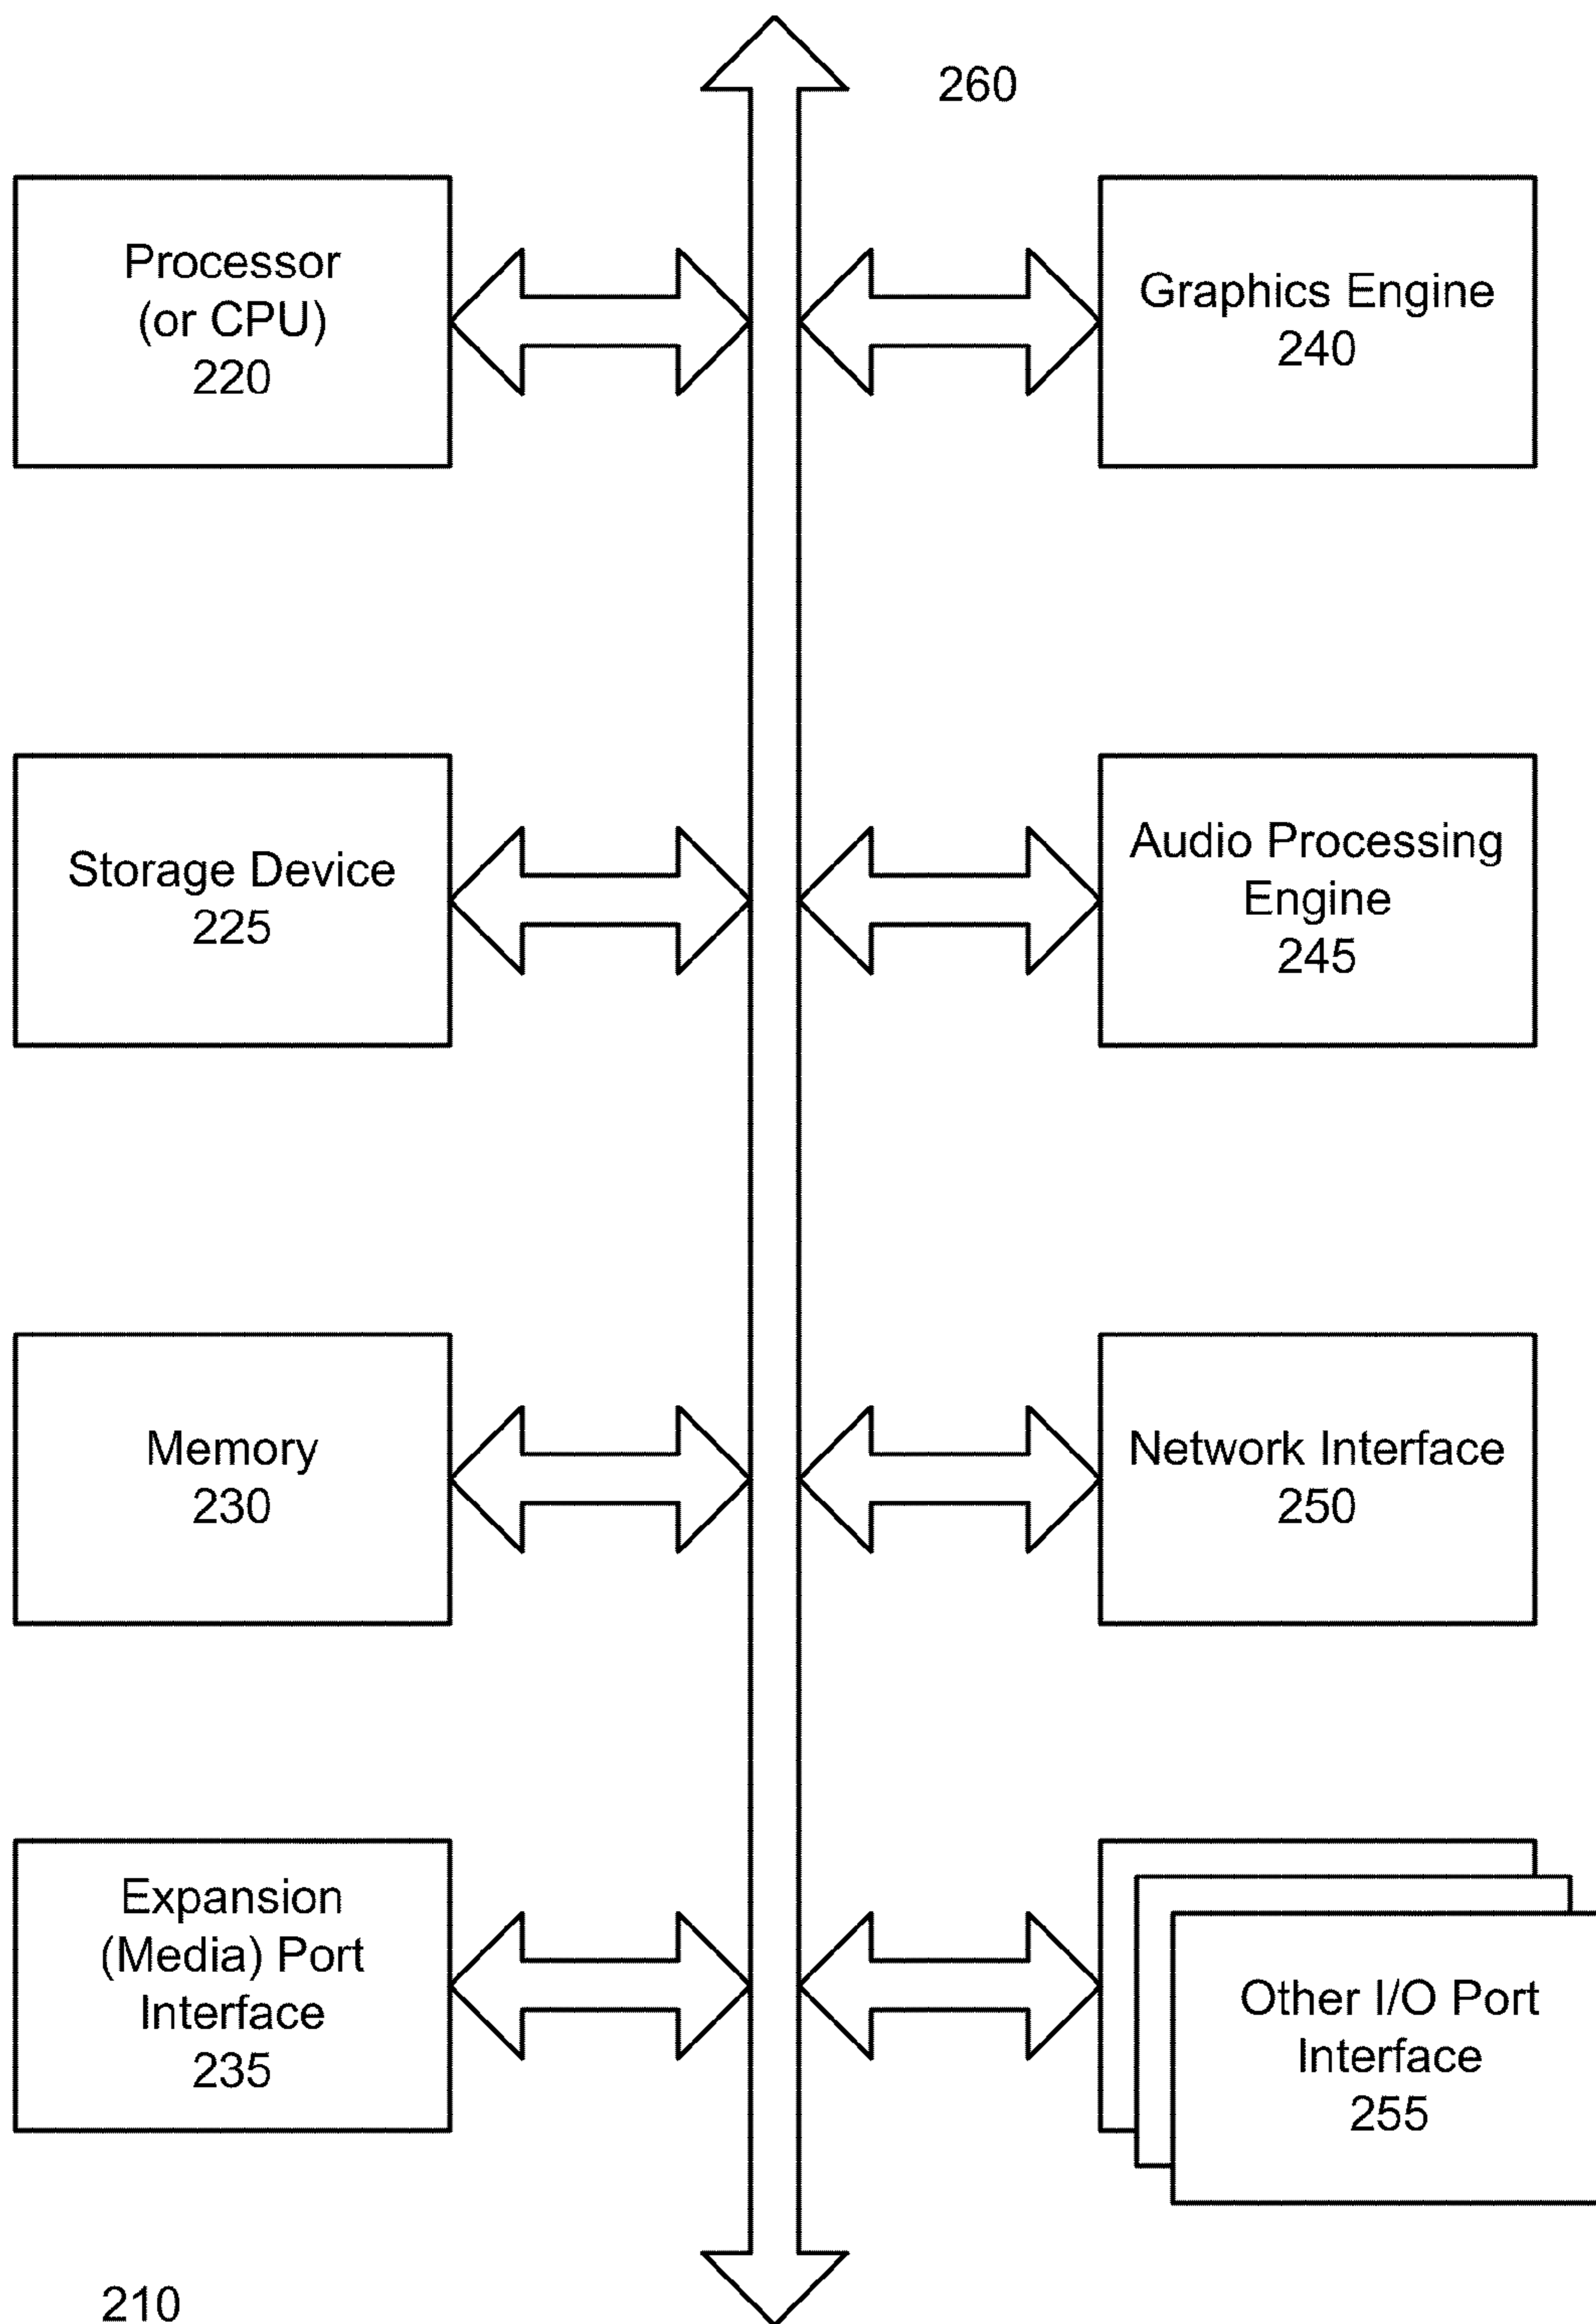 260
Processor
(or CPU)
220
Graphics Engine
240
Storage Device
225
Audio Processing
Engine
245
Memory
230
Network Interface
250
Expansion
(Media) Port
Interface
235
Other I/O Port
Interface
255
210